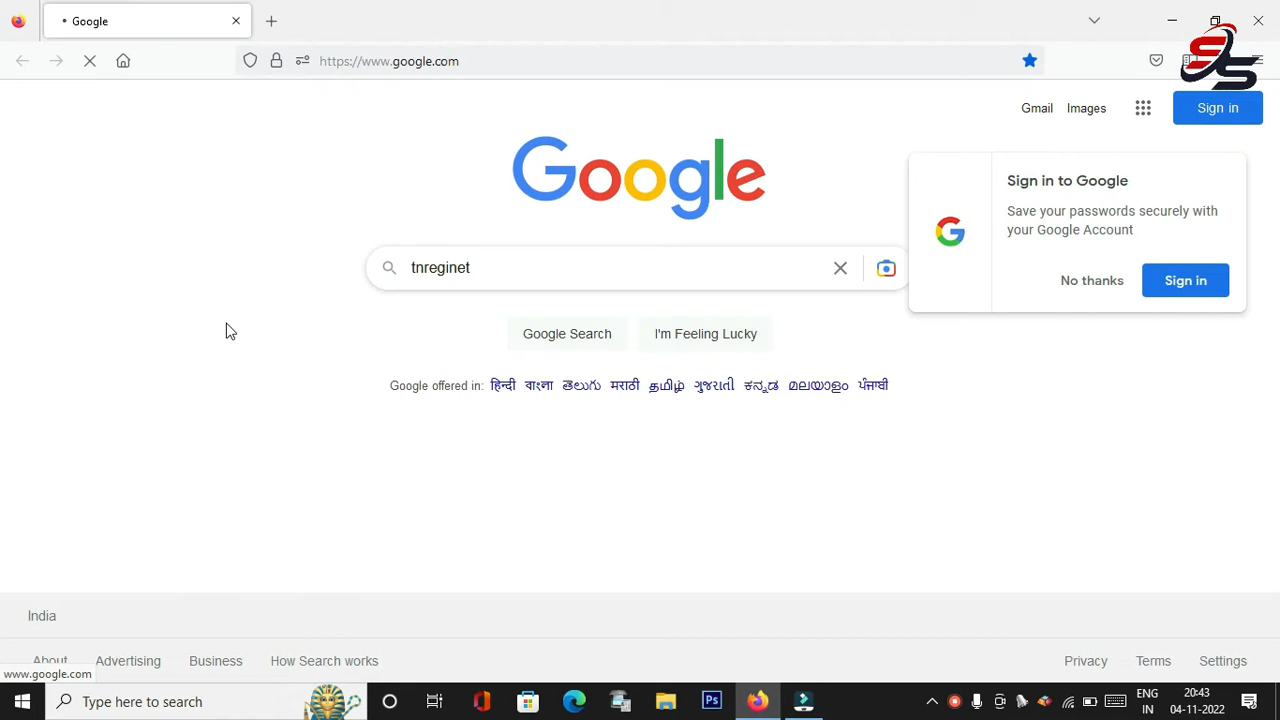 Google
https://www.google.com
SS
Gmail Images Sign in
Google
Sign in to Google
Save your passwords securely with
your Google Account
No thanks Sign in
tnreginet
Google Search I'm Feeling Lucky
Google offered in: हिन्दी বাংলা తెలుగు मराठी தமிழ் ગુજરાતી ಕನ್ನಡ മലയാളം ਪੰਜਾਬੀ
India
About Advertising Business How Search works Privacy Terms Settings
www.google.com
Type here to search
Ps
ENG
IN
20:43
04-11-2022